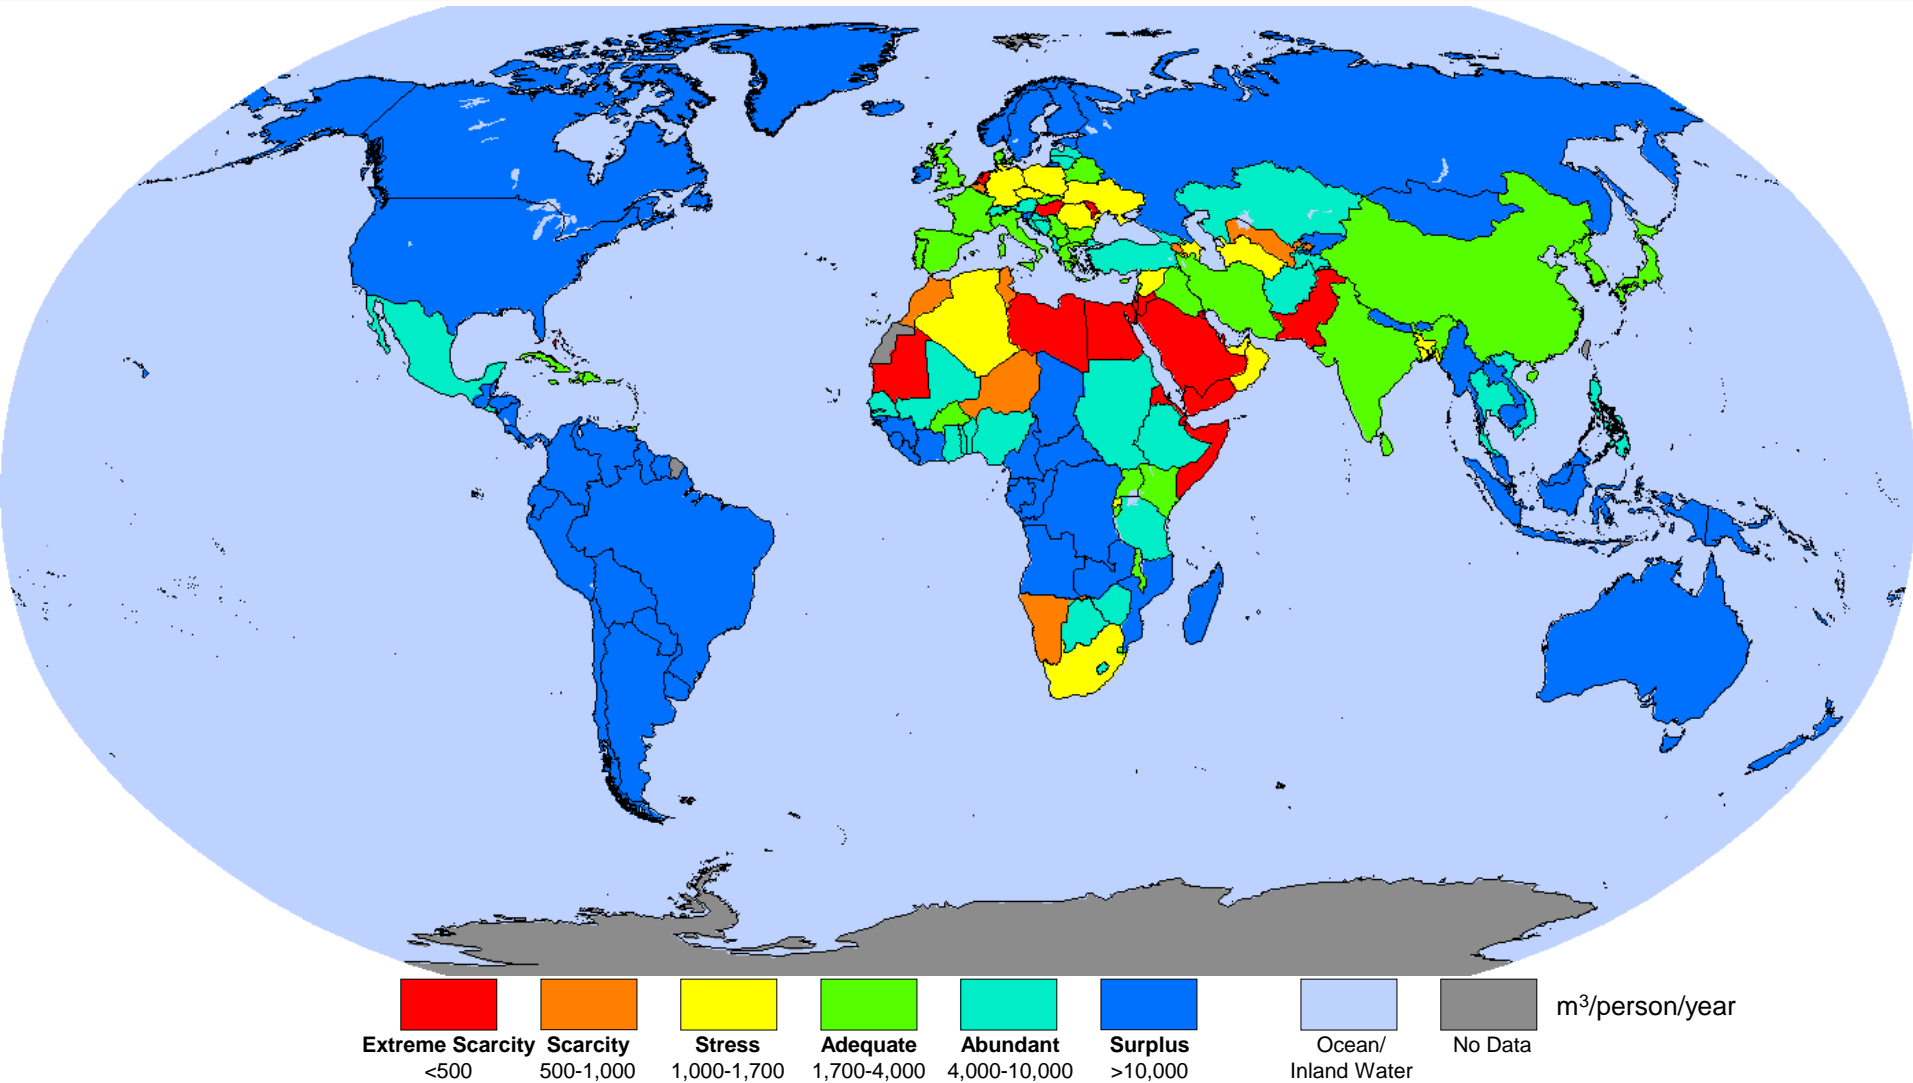 m³/person/year
Extreme Scarcity Scarcity Stress Adequate Abundant Surplus Ocean/ No Data
<500 500-1,000 1,000-1,700 1,700-4,000 4,000-10,000 >10,000 Inland Water